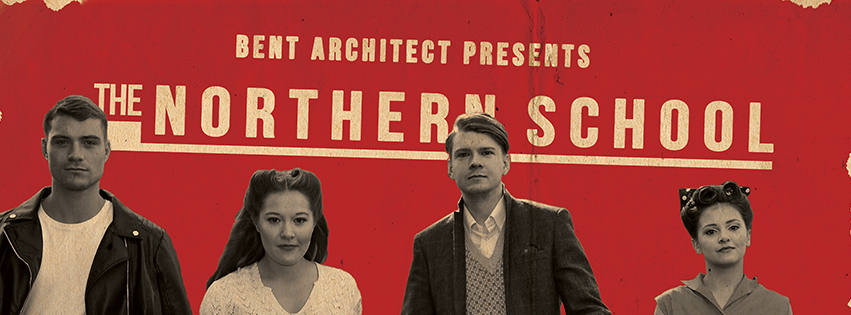 BENT ARCHITECT PRESENTS
THE NORTHERN SCHOOL